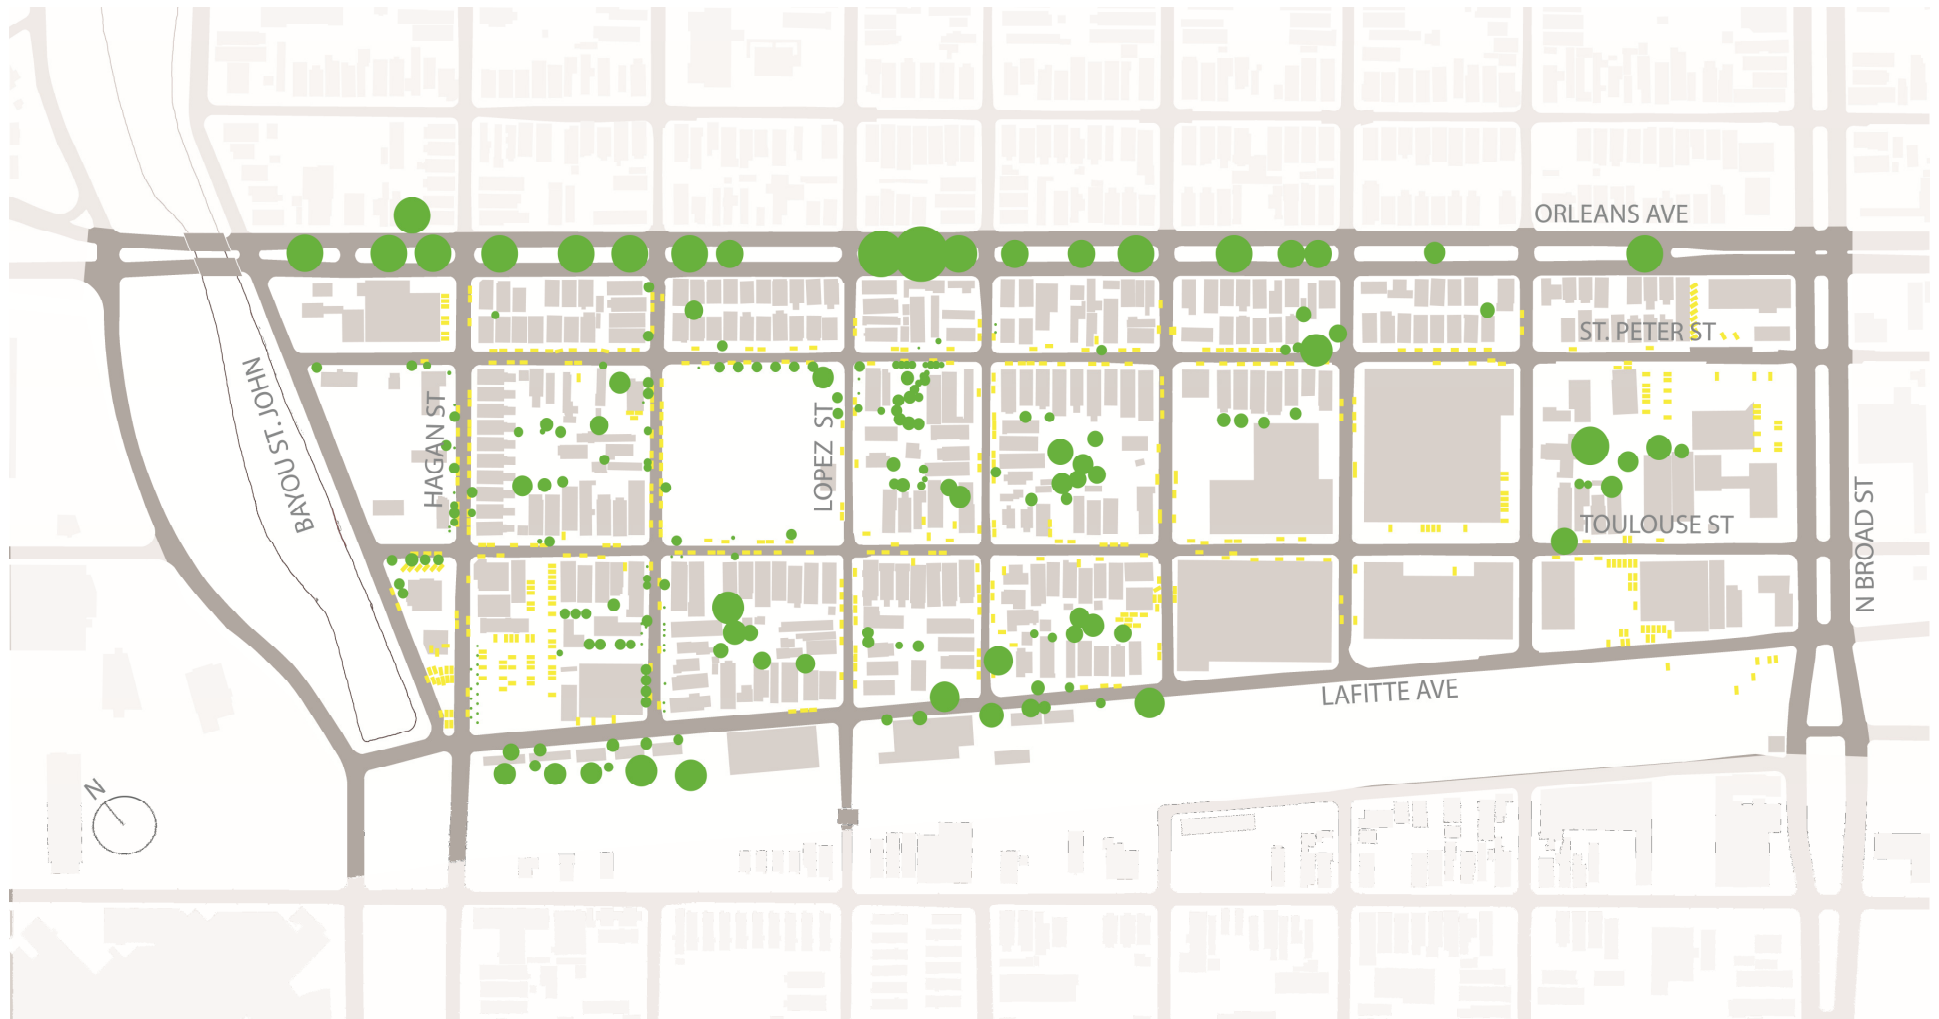 ORLEANS AVE
ST. PETER ST
BAYOU ST. JOHN
HAGAN ST
LOPEZ ST
TOULOUSE ST
N BROAD ST
LAFITTE AVE
N